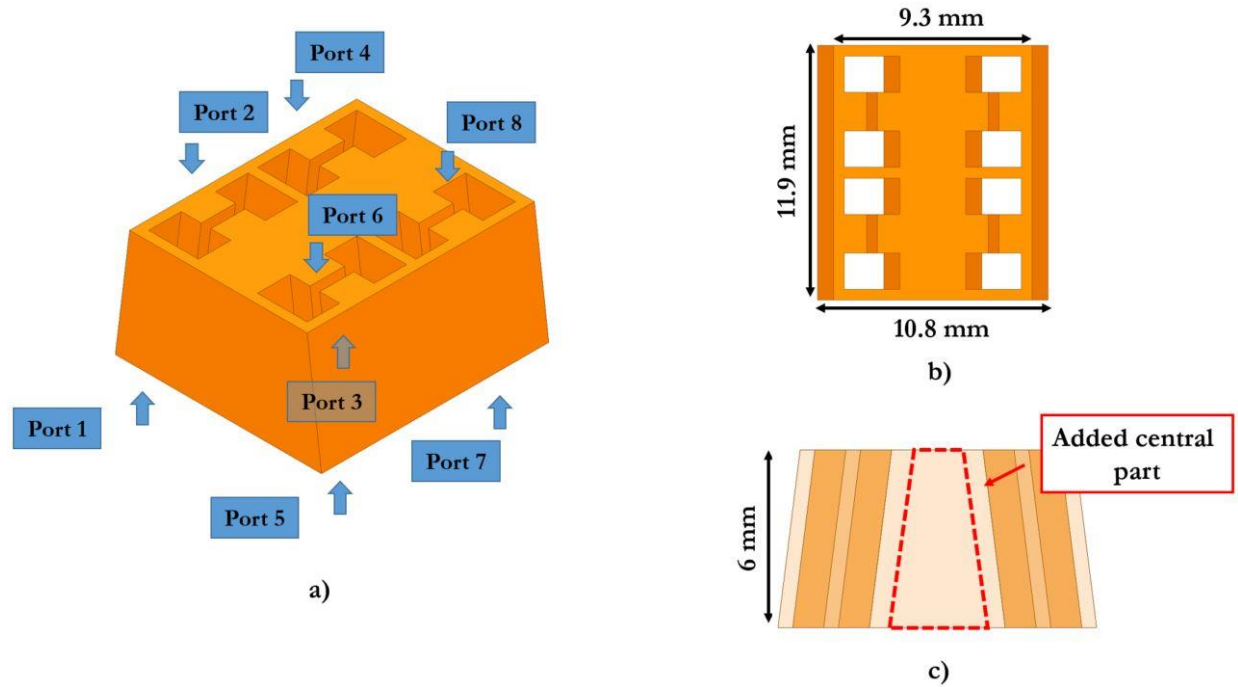 Port 4
Port 2
Port 8
Port 6
Port 3
Port 1
Port 7
Port 5
a)
9.3 mm
11.9 mm
10.8 mm
b)
Added central
part
6 mm
c)